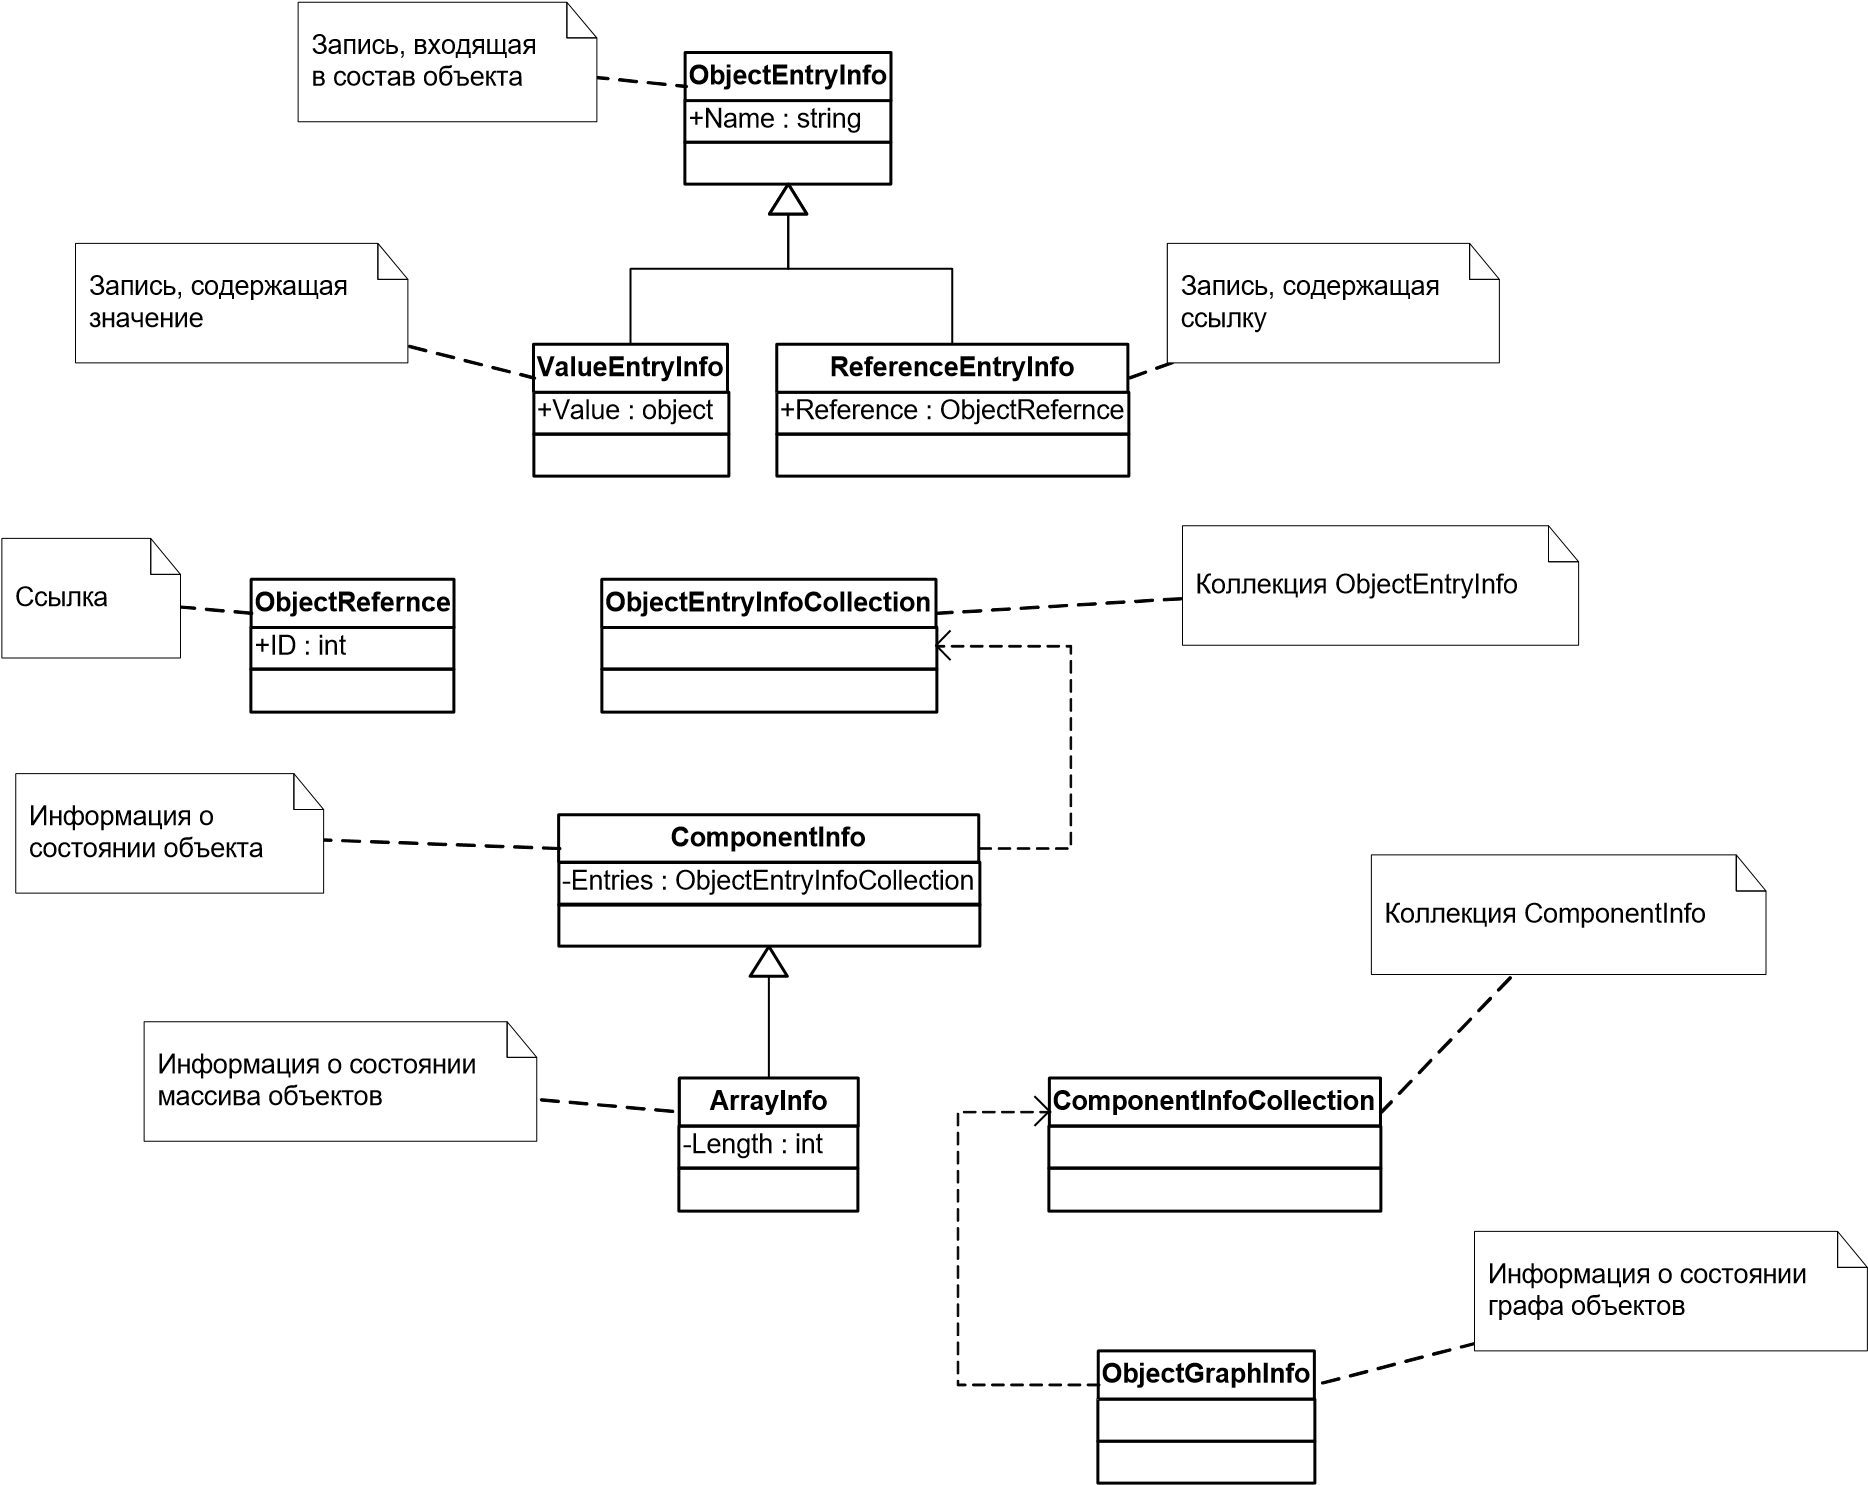 Запись, входящая
в состав объекта
ObjectEntryInfo
+Name : string
Запись, содержащая
значение
Запись, содержащая
ссылку
ValueEntryInfo
+Value : object
ReferenceEntryInfo
+Reference : ObjectRefernce
Ссылка
ObjectRefernce
+ID : int
ObjectEntryInfoCollection
Коллекция ObjectEntryInfo
Информация о
состоянии объекта
ComponentInfo
-Entries : ObjectEntryInfoCollection
Коллекция ComponentInfo
Информация о состоянии
массива объектов
ArrayInfo
-Length : int
ComponentInfoCollection
Информация о состоянии
графа объектов
ObjectGraphInfo